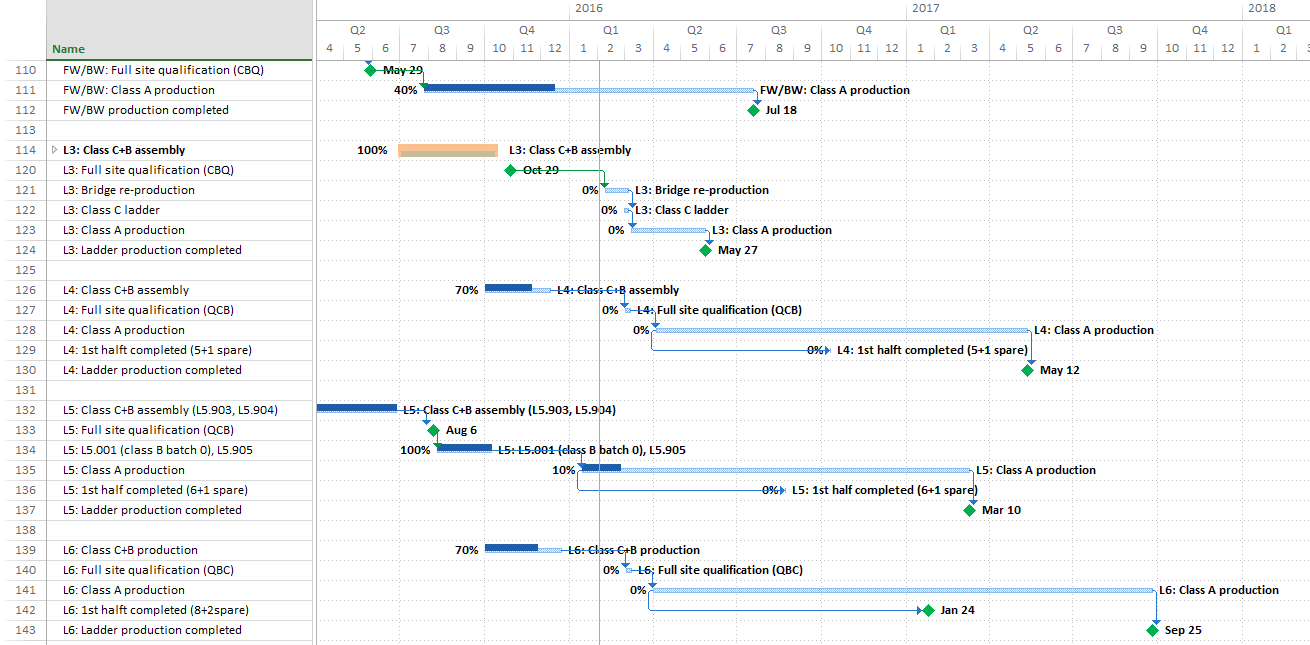 2016 2017 2018
Q2 Q3 Q4 Q1 Q2 Q3 Q4 Q1 Q2 Q3 Q4 Q1
Name 4 5 6 7 8 9 10 11 12 1 2 3 4 5 6 7 8 9 10 11 12 1 2 3 4 5 6 7 8 9 10 11 12 1 2
110 FW/BW: Full site qualification (CBQ) May 29
111 FW/BW: Class A production 40% FW/BW: Class A production
112 FW/BW production completed Jul 18
113
114 L3: Class C+B assembly 100% L3: Class C+B assembly
120 L3: Full site qualification (CBQ) Oct 29
121 L3: Bridge re-production 0% L3: Bridge re-production
122 L3: Class C ladder 0% L3: Class C ladder
123 L3: Class A production 0% L3: Class A production
124 L3: Ladder production completed May 27
125
126 L4: Class C+B assembly 70% L4: Class C+B assembly
127 L4: Full site qualification (QCB) 0% L4: Full site qualification (QCB)
128 L4: Class A production 0% L4: Class A production
129 L4: 1st halft completed (5+1 spare) 0% L4: 1st halft completed (5+1 spare)
130 L4: Ladder production completed May 12
131
132 L5: Class C+B assembly (L5.903, L5.904) L5: Class C+B assembly (L5.903, L5.904)
133 L5: Full site qualification (QCB) Aug 6
134 L5: L5.001 (class B batch 0), L5.905 100% L5: L5.001 (class B batch 0), L5.905
135 L5: Class A production 10% L5: Class A production
136 L5: 1st half completed (6+1 spare) 0% L5: 1st half completed (6+1 spare)
137 L5: Ladder production completed Mar 10
138
139 L6: Class C+B production 70% L6: Class C+B production
140 L6: Full site qualification (QBC) 0% L6: Full site qualification (QBC)
141 L6: Class A production 0% L6: Class A production
142 L6: 1st halft completed (8+2spare) Jan 24
143 L6: Ladder production completed Sep 25